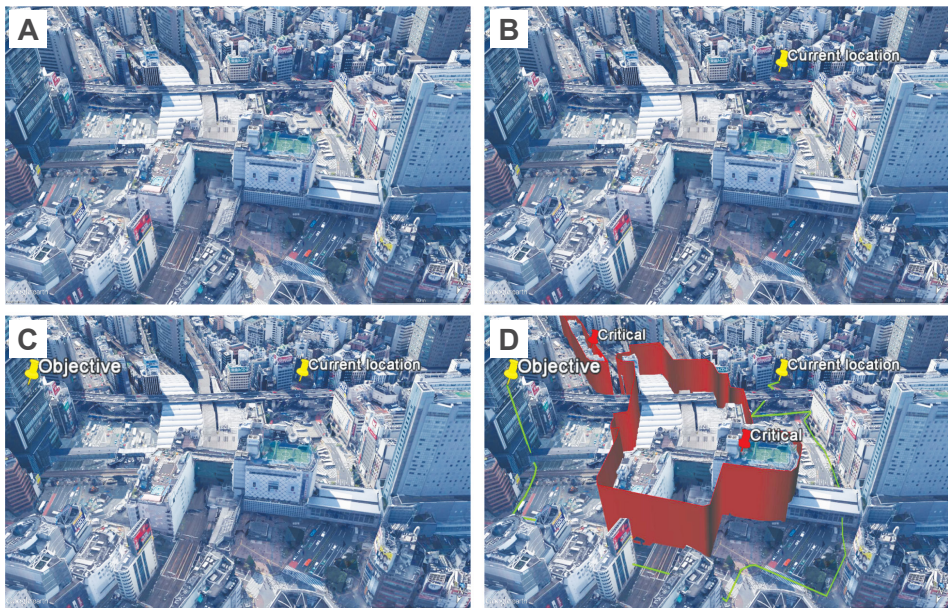 A
B
Current location
C
Objective
Current location
D
Critical
Objective
Current location
Critical